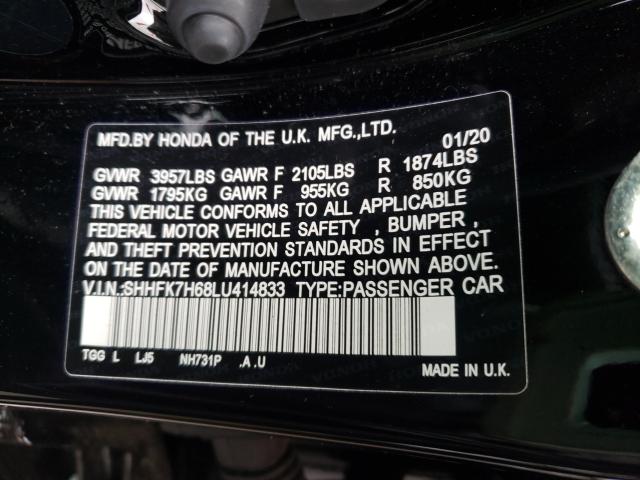 MFD.BY HONDA OF THE U.K. MFG.,LTD. 01/20
GVWR 3957LBS GAWR F 2105LBS R 1874LBS
GVWR 1795KG GAWR F 955KG R 850KG
THIS VEHICLE CONFORMS TO ALL APPLICABLE
FEDERAL MOTOR VEHICLE SAFETY , BUMPER ,
AND THEFT PREVENTION STANDARDS IN EFFECT
ON THE DATE OF MANUFACTURE SHOWN ABOVE.
V.I.N.:SHHFK7H68LU414833 TYPE:PASSENGER CAR
TGG L LJ5 NH731P .A .U
MADE IN U.K.